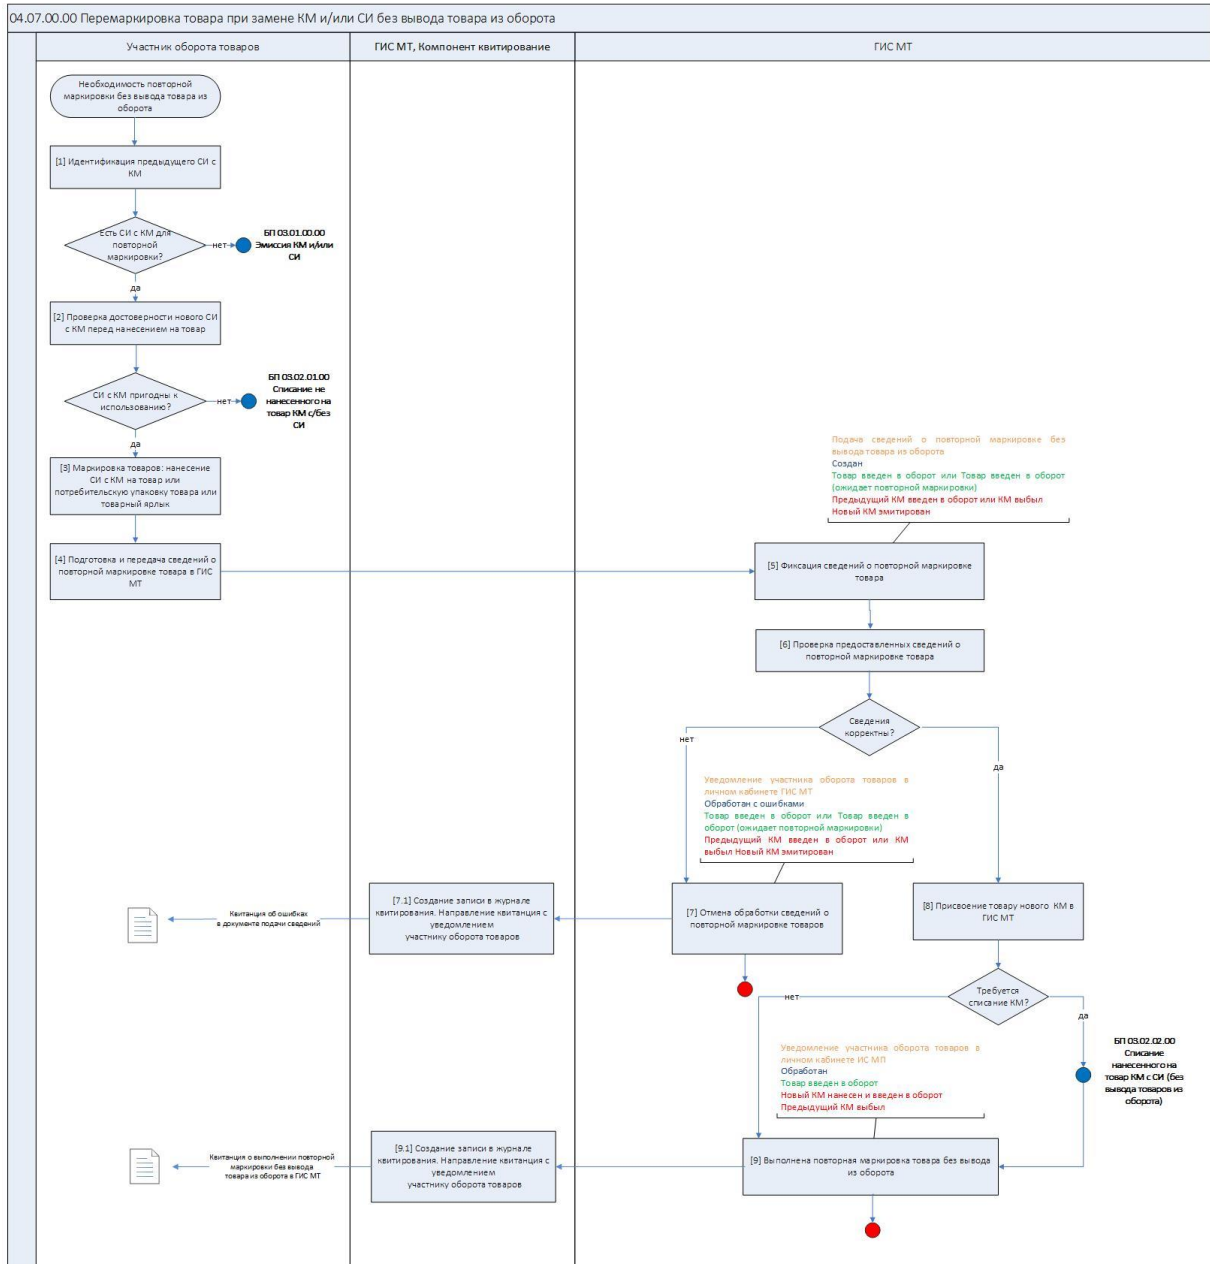 04.07.00.00 Перемаркировка товара при замене КМ и/или СИ без вывода товара из оборота
Участник оборота товаров
ГИС МТ, Компонент квитирование
ГИС МТ
Необходимость повторной
маркировки без вывода товара из
оборота
[1] Идентификация предыдущего СИ с
КМ
Есть СИ с КМ для
повторной
маркировки?
нет
БП 03.01.00.00
Эмиссия КМ и/или
СИ
да
[2] Проверка достоверности нового СИ
с КМ перед нанесением на товар
СИ с КМ пригодны к
использованию?
нет
БП 03.02.01.00
Списание не
нанесенного на
товар КМ с/без
СИ
да
[3] Маркировка товаров: нанесение
СИ с КМ на товар или
потребительскую упаковку товара или
товарный ярлык
[4] Подготовка и передача сведений о
повторной маркировке товара в ГИС
МТ
Подача сведений о повторной маркировке без
вывода товара из оборота
Создан
Товар введен в оборот или Товар введен в оборот
(ожидает повторной маркировки)
Предыдущий КМ введен в оборот или КМ выбыл
Новый КМ эмитирован
[5] Фиксация сведений о повторной маркировке
товара
[6] Проверка предоставленных сведений о
повторной маркировке товара
Сведения
корректны?
нет
да
Уведомление участника оборота товаров в
личном кабинете ГИС МТ
Обработан с ошибками
Товар введен в оборот или Товар введен в
оборот (ожидает повторной маркировки)
Предыдущий КМ введен в оборот или КМ
выбыл Новый КМ эмитирован
Квитанция об ошибках
в документе подачи сведений
[7.1] Создание записи в журнале
квитирования. Направление квитанция с
уведомлением
участнику оборота товаров
[7] Отмена обработки сведений о
повторной маркировке товаров
[8] Присвоение товару нового КМ в
ГИС МТ
Требуется
списание КМ?
нет
да
БП 03.02.02.00
Списание
нанесенного на
товар КМ с СИ (без
вывода товаров из
оборота)
Уведомление участника оборота товаров в
личном кабинете ИС МП
Обработан
Товар введен в оборот
Новый КМ нанесен и введен в оборот
Предыдущий КМ выбыл
Квитанция о выполнении повторной
маркировки без вывода
товара из оборота в ГИС МТ
[9.1] Создание записи в журнале
квитирования. Направление квитанция с
уведомлением
участнику оборота товаров
[9] Выполнена повторная маркировка товара без вывода
из оборота